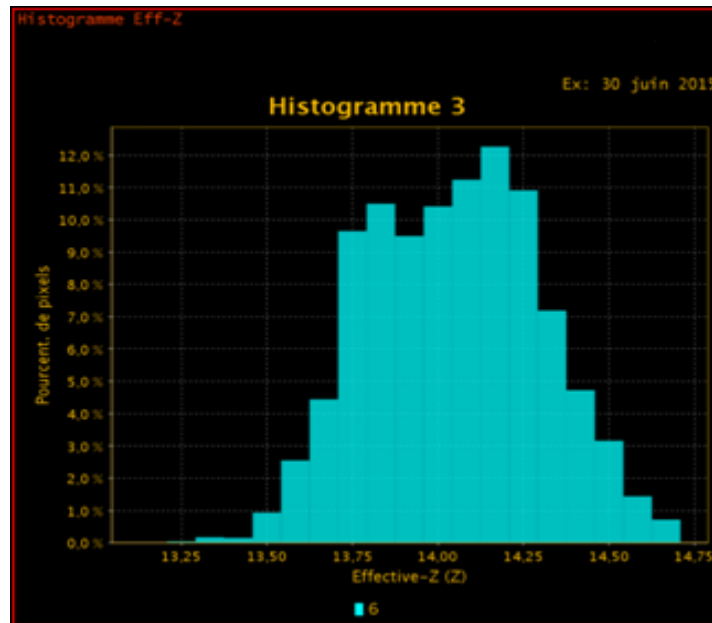 Histogramme Eff-Z
Ex: 30 juin 2015
Histogramme 3
12,0 %
11,0 %
10,0 %
9,0 %
8,0 %
7,0 %
6,0 %
5,0 %
4,0 %
3,0 %
2,0 %
1,0 %
0,0 %
Pourcent. de pixels
13,25 13,50 13,75 14,00 14,25 14,50 14,75
Effective-Z (Z)
6